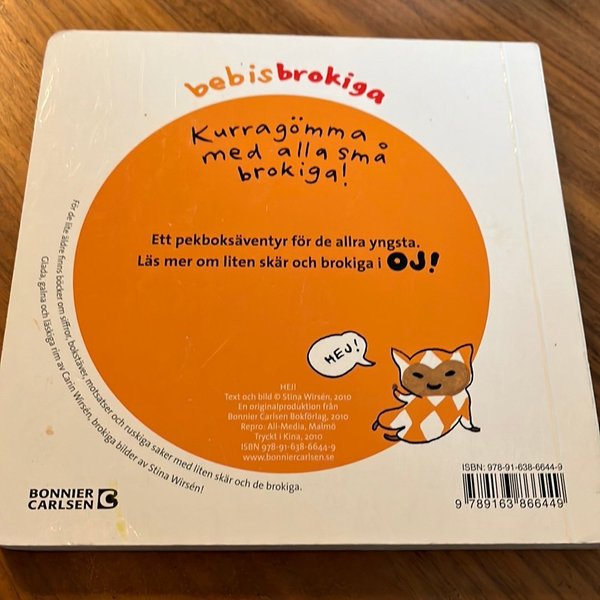 bebisbrokiga
Kurragömma
med alla små
brokiga!
Ett pekboksäventyr för de allra yngsta.
Läs mer om liten skär och brokiga i OJ!
HEJ!
HEJ!
Text och bild © Stina Wirsén, 2010
En originalproduktion från
Bonnier Carlsen Bokförlag, 2010
Repro: All-Media, Malmö
Tryckt i Kina, 2010
ISBN 978-91-638-6644-9
www.bonniercarlsen.se
För de lite äldre finns böcker om siffror, bokstäver, motsatser och ruskiga saker med liten skär och de brokiga.
Glada, galna och läskiga rim av Carin Wirsén, brokiga bilder av Stina Wirsén!
BONNIER
CARLSEN
ISBN: 978-91-638-6644-9
9 789163 866449